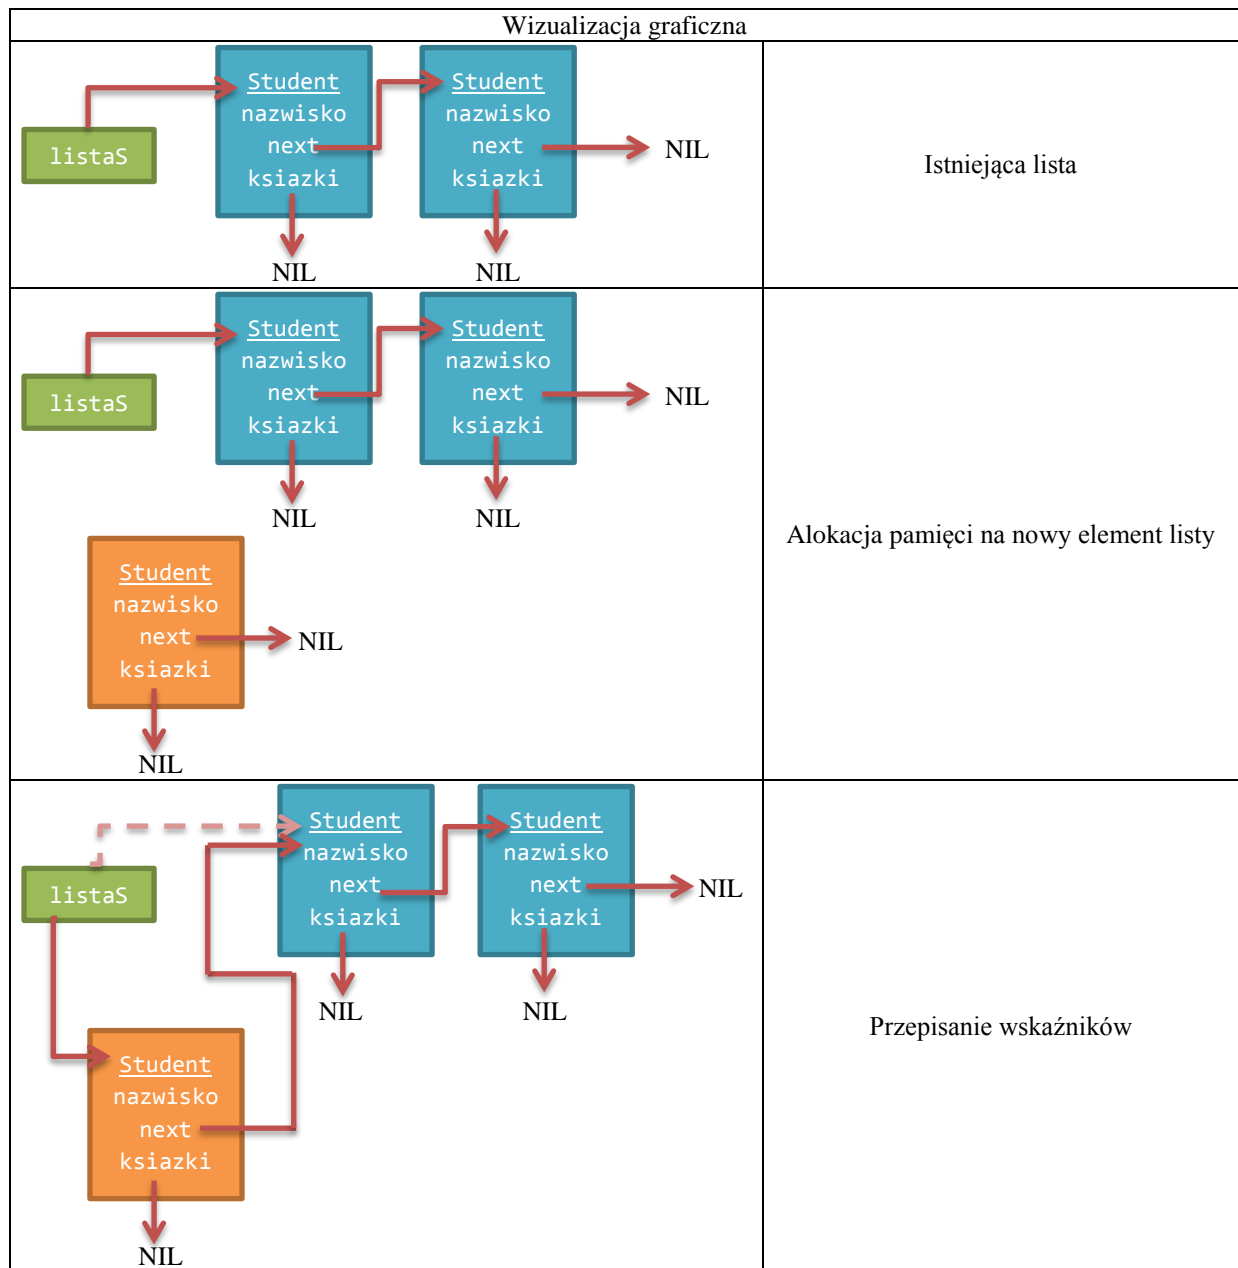 Wizualizacja graficzna
listaS
Student
nazwisko
next
ksiazki
NIL
Student
nazwisko
next
ksiazki
NIL
NIL
Istniejąca lista
listaS
Student
nazwisko
next
ksiazki
NIL
Student
nazwisko
next
ksiazki
NIL
NIL
Student
nazwisko
next
ksiazki
NIL
NIL
Alokacja pamięci na nowy element listy
listaS
Student
nazwisko
next
ksiazki
NIL
Student
nazwisko
next
ksiazki
NIL
NIL
Student
nazwisko
next
ksiazki
NIL
Przepisanie wskaźników